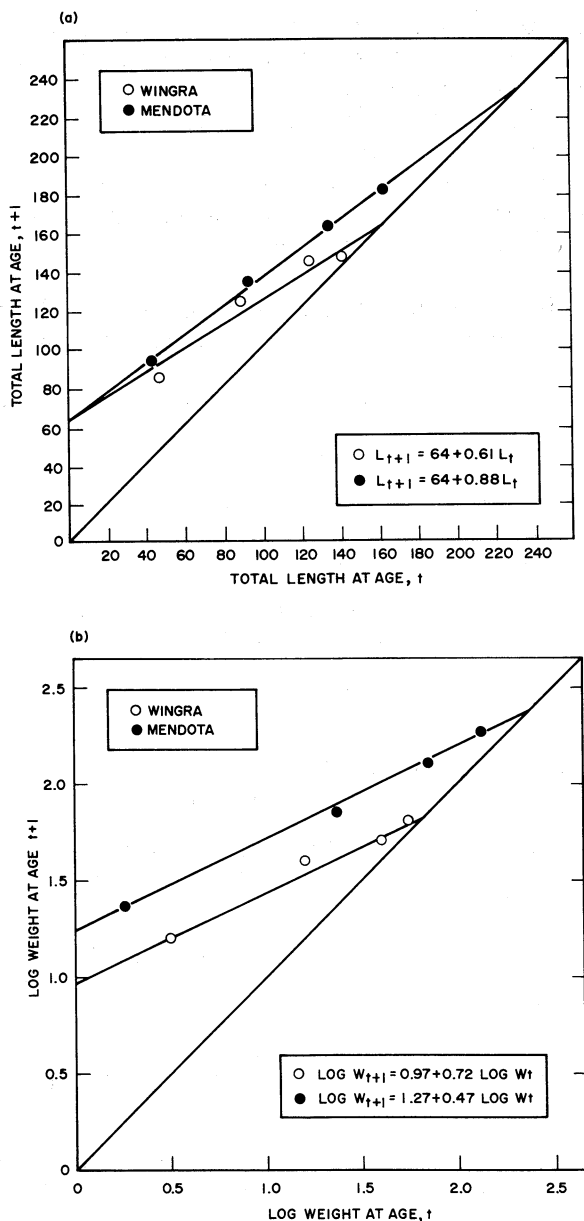 (a)
240
220
200
180
160
140
120
100
80
60
40
20
0
TOTAL LENGTH AT AGE, t+1
WINGRA
MENDOTA
L t+1 = 64+0.61 L t
L t+1 = 64+0.88 L t
20 40 60 80 100 120 140 160 180 200 220 240
TOTAL LENGTH AT AGE, t
(b)
2.5
2.0
1.5
1.0
0.5
0
LOG WEIGHT AT AGE t+1
WINGRA
MENDOTA
LOG W t+1 = 0.97+0.72 LOG Wt
LOG W t+1 = 1.27+0.47 LOG Wt
0 0.5 1.0 1.5 2.0 2.5
LOG WEIGHT AT AGE, t